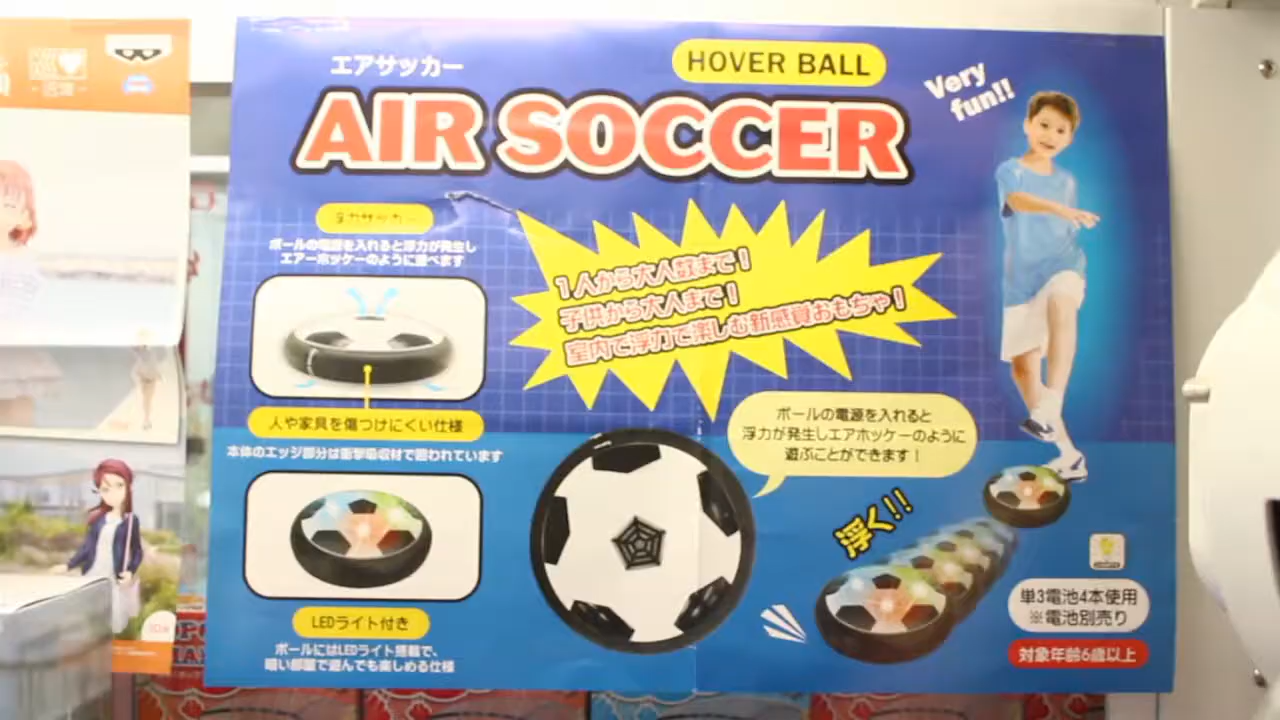 エアサッカー
HOVER BALL
AIR SOCCER
Very
fun!!
浮力サッカー
ボールの電源を入れると浮力が発生し
エアーホッケーのように遊べます
1人から大人数まで！
子供から大人まで！
室内で浮力で楽しむ新感覚おもちゃ！
人や家具を傷つけにくい仕様
本体のエッジ部分は衝撃吸収材で囲われています
ボールの電源を入れると
浮力が発生しエアホッケーのように
遊ぶことができます！
浮く!!
LEDライト付き
ボールにはLEDライト搭載で、
暗い部屋で遊んでも楽しめる仕様
単3電池4本使用
※電池別売り
対象年齢6歳以上